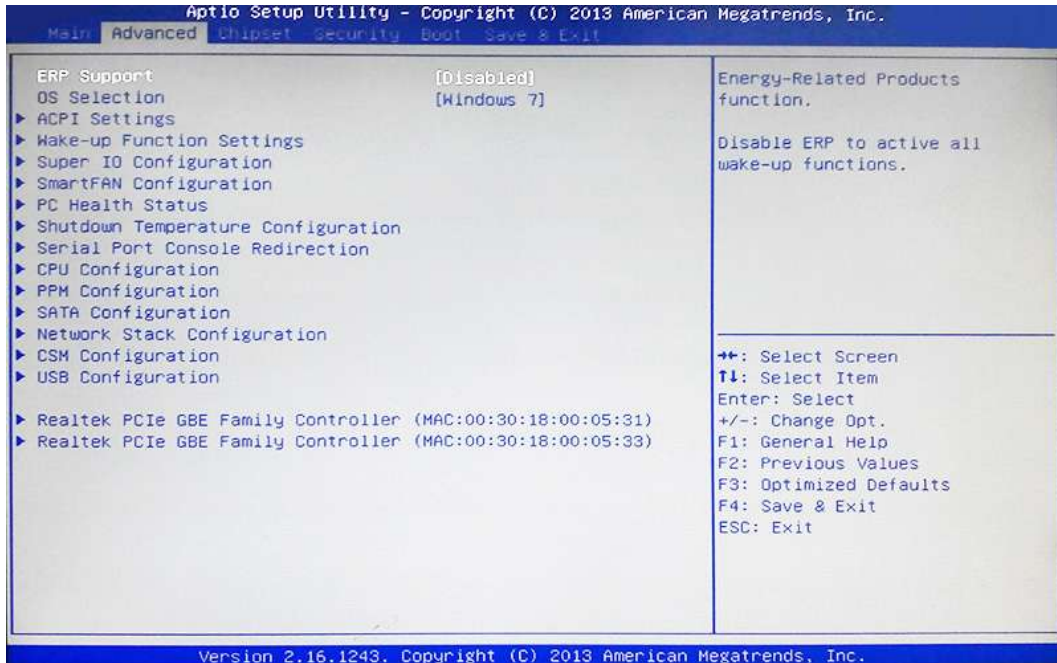 Aptio Setup Utility - Copyright (C) 2013 American Megatrends, Inc.
Main Advanced Chipset Security Boot Save & Exit
ERP Support [Disabled]
OS Selection [Windows 7]
► ACPI Settings
► Wake-up Function Settings
► Super IO Configuration
► SmartFAN Configuration
► PC Health Status
► Shutdown Temperature Configuration
► Serial Port Console Redirection
► CPU Configuration
► PPM Configuration
► SATA Configuration
► Network Stack Configuration
► CSM Configuration
► USB Configuration
► Realtek PCIe GBE Family Controller (MAC:00:30:18:00:05:31)
► Realtek PCIe GBE Family Controller (MAC:00:30:18:00:05:33)
Energy-Related Products
function.
Disable ERP to active all
wake-up functions.
→←: Select Screen
↑↓: Select Item
Enter: Select
+/-: Change Opt.
F1: General Help
F2: Previous Values
F3: Optimized Defaults
F4: Save & Exit
ESC: Exit
Version 2.16.1243. Copyright (C) 2013 American Megatrends, Inc.